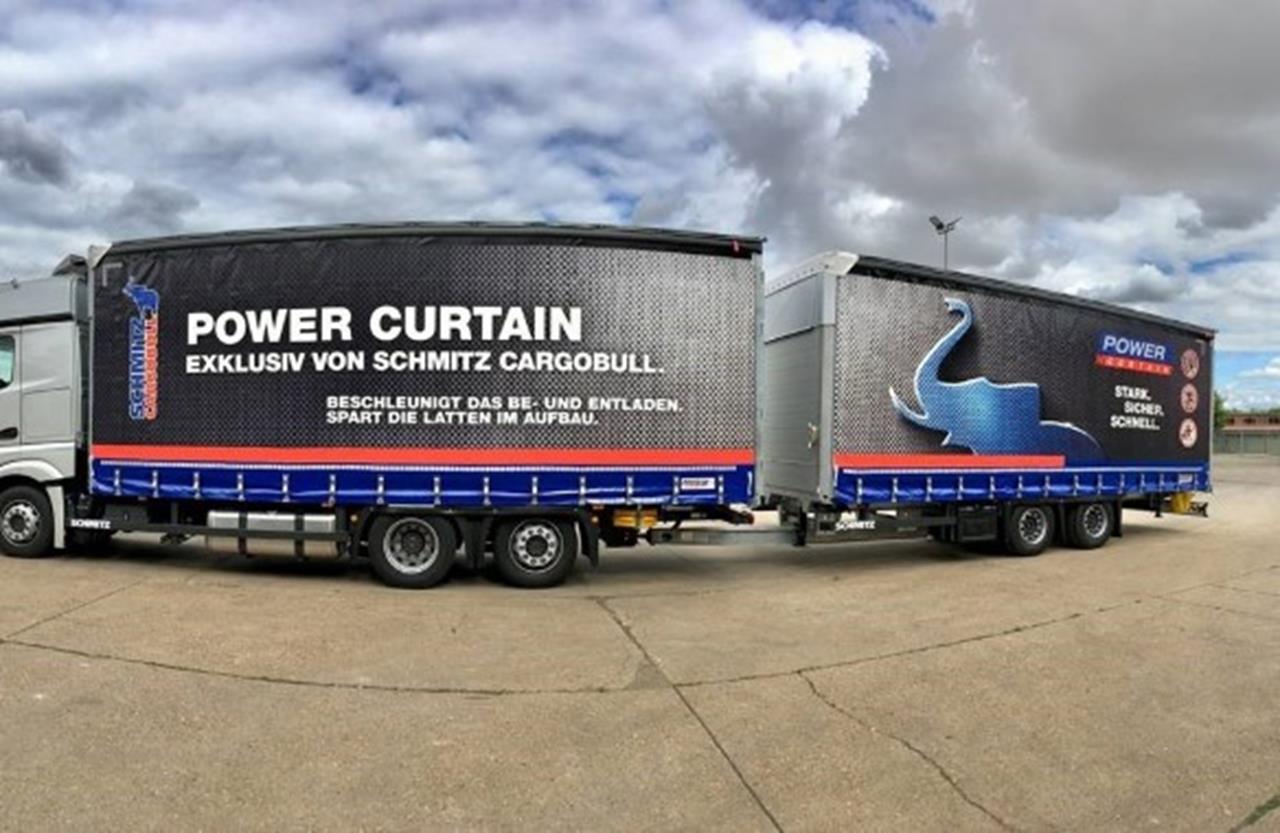 SCHMITZ
CARGOBULL
POWER CURTAIN
EXKLUSIV VON SCHMITZ CARGOBULL.
BESCHLEUNIGT DAS BE- UND ENTLADEN.
SPART DIE LATTEN IM AUFBAU.
SCHMITZ
POWER
CURTAIN
STARK.
SICHER.
SCHNELL.
SCHMITZ